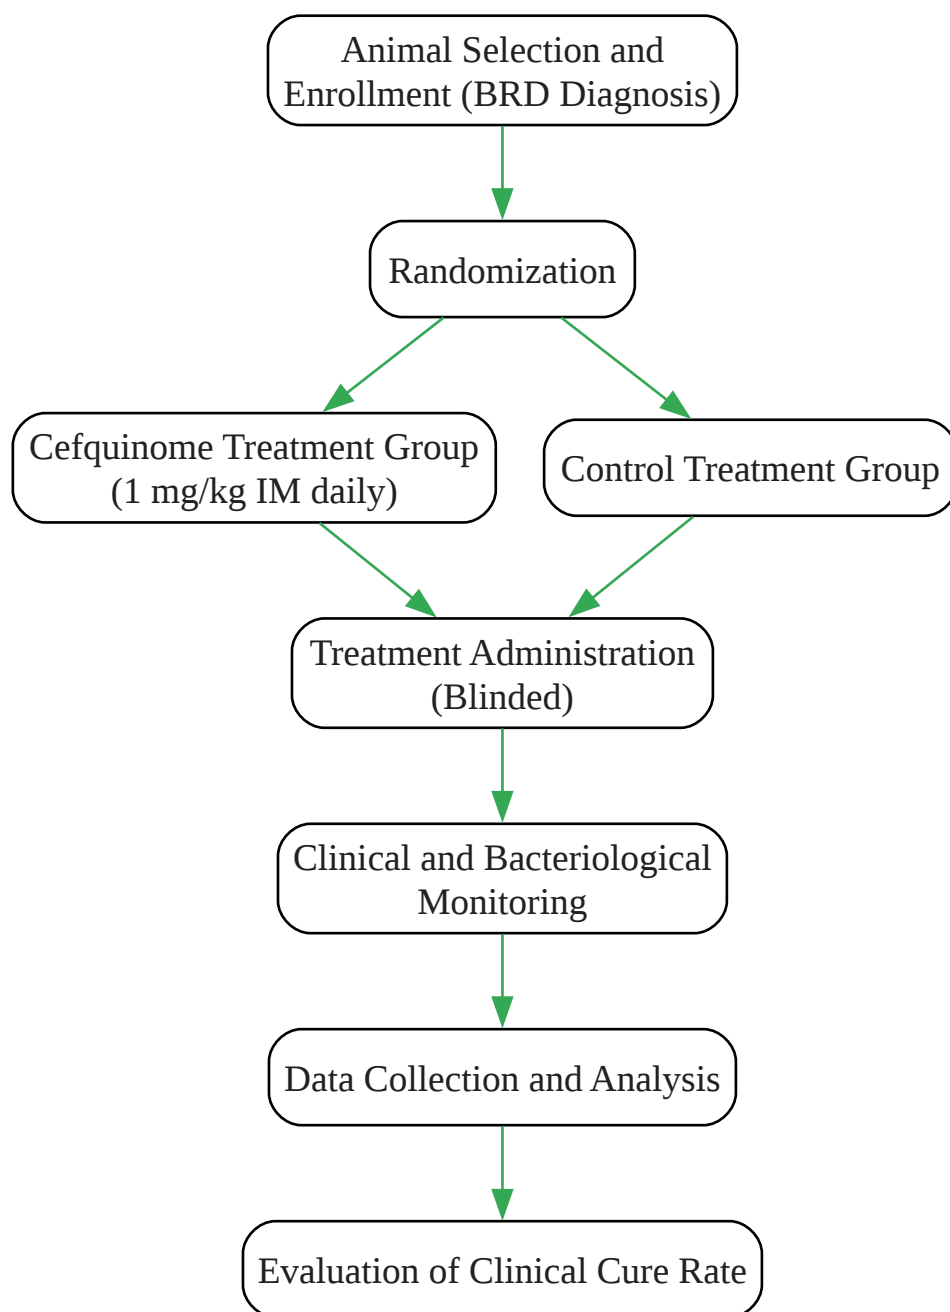 Animal Selection and
Enrollment (BRD Diagnosis)
Randomization
Cefquinome Treatment Group
(1 mg/kg IM daily)
Control Treatment Group
Treatment Administration
(Blinded)
Clinical and Bacteriological
Monitoring
Data Collection and Analysis
Evaluation of Clinical Cure Rate